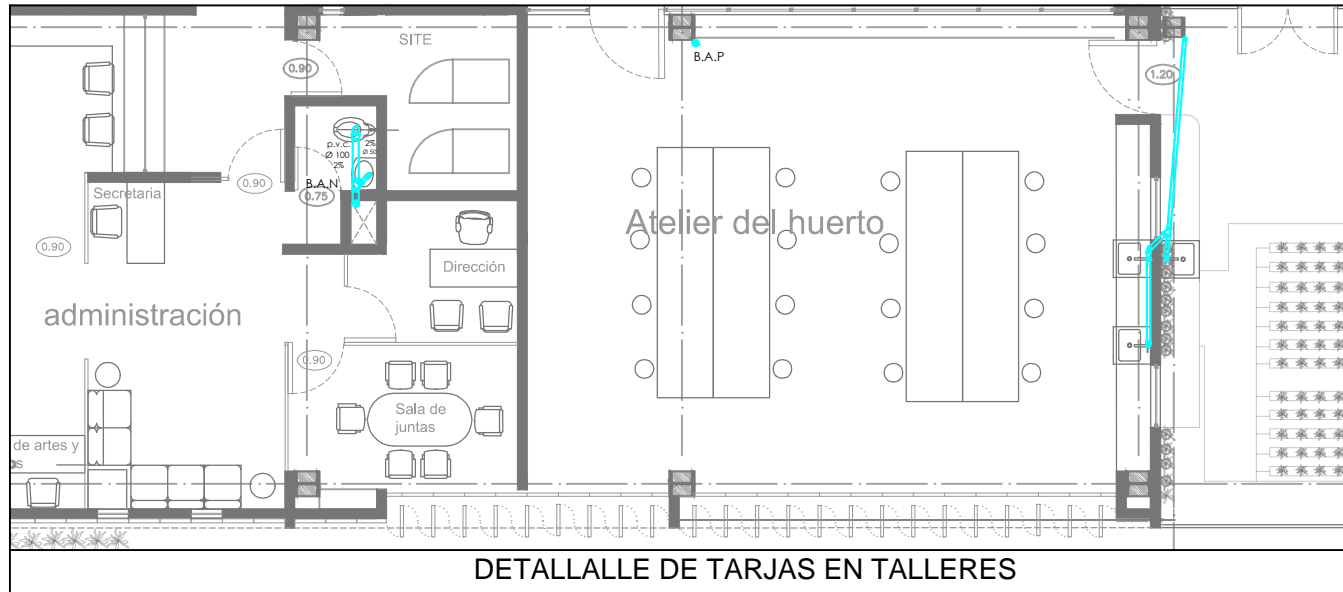 SITE
B.A.P
0.90
1.20
p.v.c.
Ø 100
2%
2%
Ø 50
B.A.N
0.75
0.90
Secretaria
0.90
Atelier del huerto
Dirección
administración
0.90
Sala de
juntas
de artes y
s
DETALLALLE DE TARJAS EN TALLERES